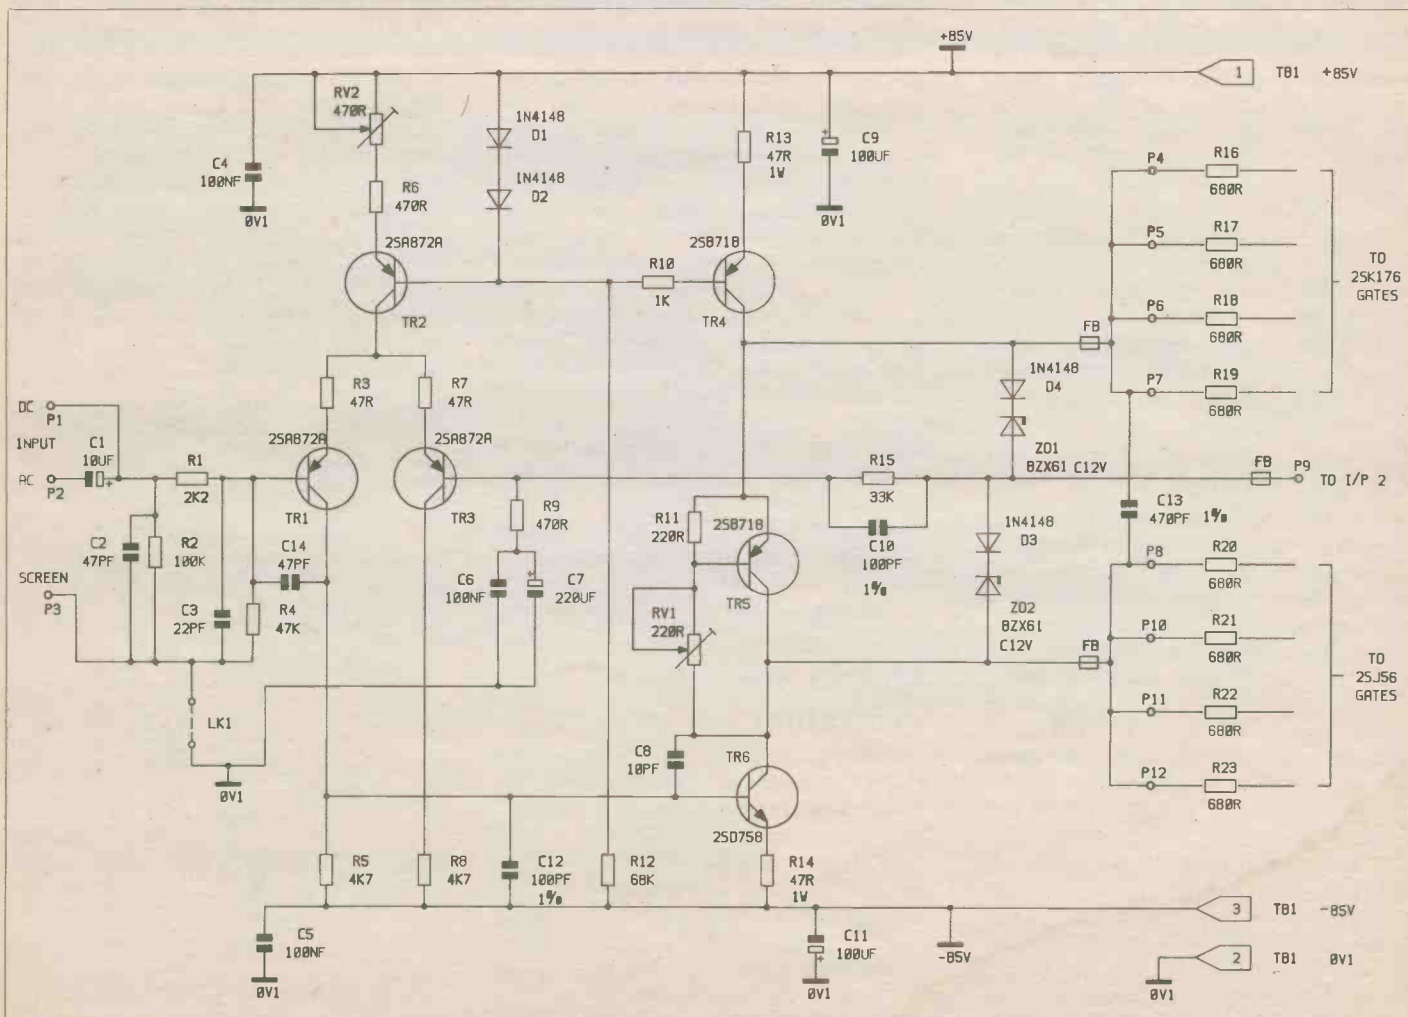 +85V
1 TB1 +85V
RV2
470R
1N4148
D1
R13
47R
1W
C9
100UF
C4
100NF
0V1
R6
470R
1N4148
D2
0V1
P4 R16
680R
P5 R17
680R
P6 R18
680R
P7 R19
680R
TO
2SK176
GATES
2SA872A
TR2
R10
1K
2SB718
TR4
FB
R3
47R
R7
47R
1N4148
D4
DC
P1
INPUT
AC
P2
C1
10UF
+
R1
2K2
2SA872A
TR1
2SA872A
TR3
R15
33K
ZD1
BZX61 C12V
FB P9
TO I/P 2
C2
47PF
R2
100K
C14
47PF
R9
470R
R11
220R
2SB718
TR5
C10
100PF
1%
1N4148
D3
C13
470PF
1%
SCREEN
P3
C3
22PF
R4
47K
C6
100NF
C7
220UF
RV1
220R
ZD2
BZX61
C12V
FB
P8 R20
680R
P10 R21
680R
P11 R22
680R
P12 R23
680R
TO
2SJ56
GATES
LK1
0V1
C8
10PF
TR6
2SD758
R5
4K7
R8
4K7
C12
100PF
1%
R12
68K
R14
47R
1W
C5
100NF
0V1
C11
100UF
+
0V1
-85V
3 TB1 -85V
2 TB1 0V1
0V1